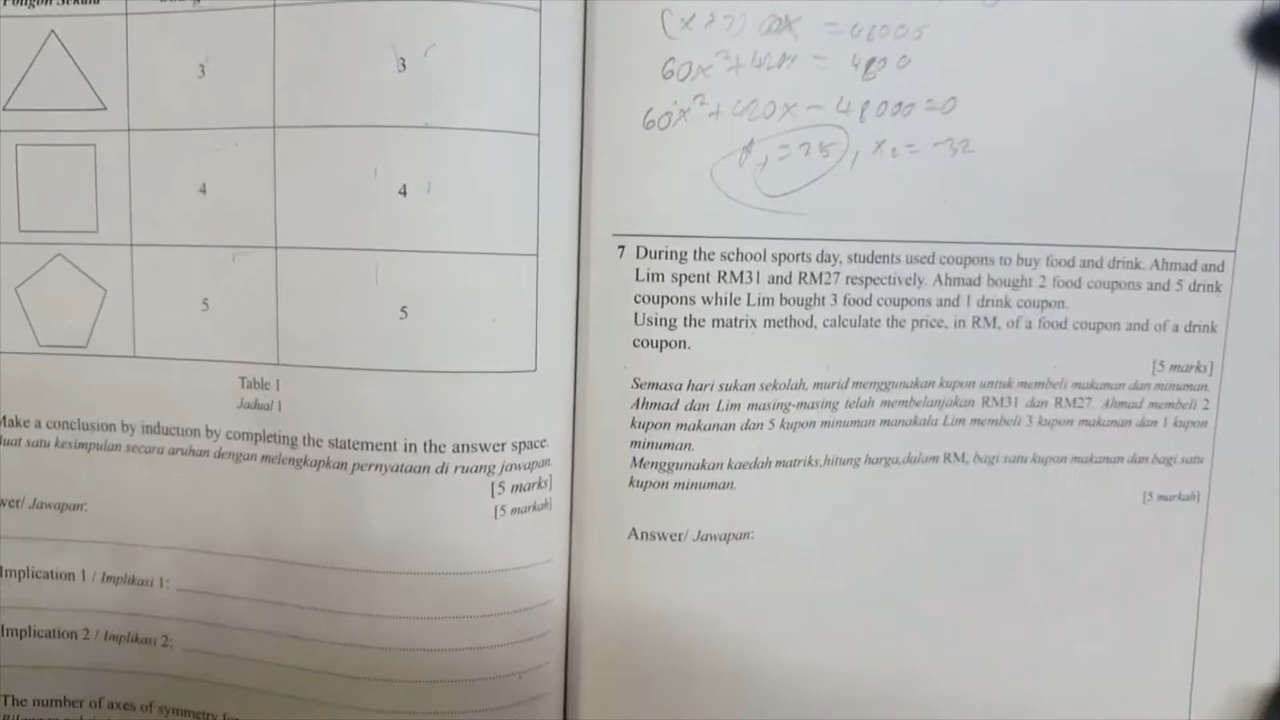 3
3
4
4
5
5
Table 1
Jadual 1
Make a conclusion by induction by completing the statement in the answer space.
satu kesimpulan secara aruhan dengan melengkapkan pernyataan di ruang jawapan.
[5 marks]
[5 markah]
Jawapan:
Implication 1 / Implikasi 1:
Implication 2 / Implikasi 2:
The number of axes of symmetry
= 48000
60x² + 420x = 4800
60x² + 420x - 48000 = 0
= 25, x₂ = -32
7 During the school sports day, students used coupons to buy food and drink. Ahmad and
Lim spent RM31 and RM27 respectively. Ahmad bought 2 food coupons and 5 drink
coupons while Lim bought 3 food coupons and 1 drink coupon.
Using the matrix method, calculate the price, in RM, of a food coupon and of a drink
coupon.
[5 marks]
Semasa hari sukan sekolah, murid menggunakan kupon untuk membeli makanan dan minuman.
Ahmad dan Lim masing-masing telah membelanjakan RM31 dan RM27. Ahmad membeli 2
kupon makanan dan 5 kupon minuman manakala Lim membeli 3 kupon makanan dan 1 kupon
minuman.
Menggunakan kaedah matriks,hitung harga,dalam RM, bagi satu kupon makanan dan bagi satu
kupon minuman.
[5 markah]
Answer/ Jawapan: